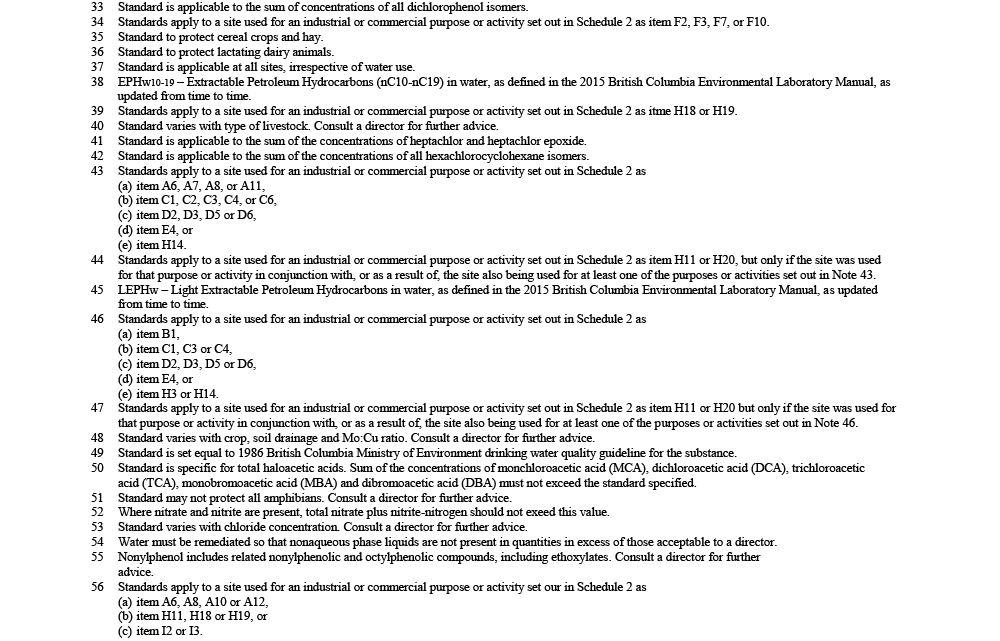 33 Standard is applicable to the sum of concentrations of all dichlorophenol isomers.
34 Standards apply to a site used for an industrial or commercial purpose or activity set out in Schedule 2 as item F2, F3, F7, or F10.
35 Standard to protect cereal crops and hay.
36 Standard to protect lactating dairy animals.
37 Standard is applicable at all sites, irrespective of water use.
38 EPHw10-19 – Extractable Petroleum Hydrocarbons (nC10-nC19) in water, as defined in the 2015 British Columbia Environmental Laboratory Manual, as
updated from time to time.
39 Standards apply to a site used for an industrial or commercial purpose or activity set out in Schedule 2 as itme H18 or H19.
40 Standard varies with type of livestock. Consult a director for further advice.
41 Standard is applicable to the sum of the concentrations of heptachlor and heptachlor epoxide.
42 Standard is applicable to the sum of the concentrations of all hexachlorocyclohexane isomers.
43 Standards apply to a site used for an industrial or commercial purpose or activity set out in Schedule 2 as
(a) item A6, A7, A8, or A11,
(b) item C1, C2, C3, C4, or C6,
(c) item D2, D3, D5 or D6,
(d) item E4, or
(e) item H14.
44 Standards apply to a site used for an industrial or commercial purpose or activity set out in Schedule 2 as item H11 or H20, but only if the site was used
for that purpose or activity in conjunction with, or as a result of, the site also being used for at least one of the purposes or activities set out in Note 43.
45 LEPHw – Light Extractable Petroleum Hydrocarbons in water, as defined in the 2015 British Columbia Environmental Laboratory Manual, as updated
from time to time.
46 Standards apply to a site used for an industrial or commercial purpose or activity set out in Schedule 2 as
(a) item B1,
(b) item C1, C3 or C4,
(c) item D2, D3, D5 or D6,
(d) item E4, or
(e) item H3 or H14.
47 Standards apply to a site used for an industrial or commercial purpose or activity set out in Schedule 2 as item H11 or H20 but only if the site was used for
that purpose or activity in conjunction with, or as a result of, the site also being used for at least one of the purposes or activities set out in Note 46.
48 Standard varies with crop, soil drainage and Mo:Cu ratio. Consult a director for further advice.
49 Standard is set equal to 1986 British Columbia Ministry of Environment drinking water quality guideline for the substance.
50 Standard is specific for total haloacetic acids. Sum of the concentrations of monchloroacetic acid (MCA), dichloroacetic acid (DCA), trichloroacetic
acid (TCA), monobromoacetic acid (MBA) and dibromoacetic acid (DBA) must not exceed the standard specified.
51 Standard may not protect all amphibians. Consult a director for further advice.
52 Where nitrate and nitrite are present, total nitrate plus nitrite-nitrogen should not exceed this value.
53 Standard varies with chloride concentration. Consult a director for further advice.
54 Water must be remediated so that nonaqueous phase liquids are not present in quantities in excess of those acceptable to a director.
55 Nonylphenol includes related nonylphenolic and octylphenolic compounds, including ethoxylates. Consult a director for further
advice.
56 Standards apply to a site used for an industrial or commercial purpose or activity set our in Schedule 2 as
(a) item A6, A8, A10 or A12,
(b) item H11, H18 or H19, or
(c) item I2 or I3.